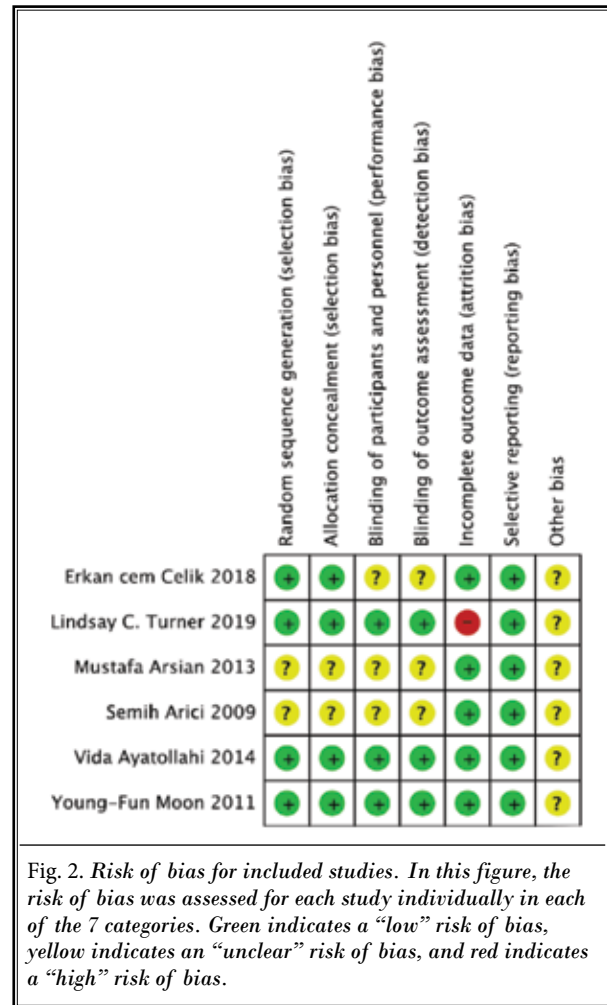 Random sequence generation (selection bias)
Allocation concealment (selection bias)
Blinding of participants and personnel (performance bias)
Blinding of outcome assessment (detection bias)
Incomplete outcome data (attrition bias)
Selective reporting (reporting bias)
Other bias
Erkan cem Celik 2018 + + ? ? + + ?
Lindsay C. Turner 2019 + + + + − + ?
Mustafa Arsian 2013 ? ? ? ? + + ?
Semih Arici 2009 ? ? ? ? + + ?
Vida Ayatollahi 2014 + + + + + + ?
Young-Fun Moon 2011 + + + + + + ?
Fig. 2. Risk of bias for included studies. In this figure, the
risk of bias was assessed for each study individually in each
of the 7 categories. Green indicates a “low” risk of bias,
yellow indicates an “unclear” risk of bias, and red indicates
a “high” risk of bias.